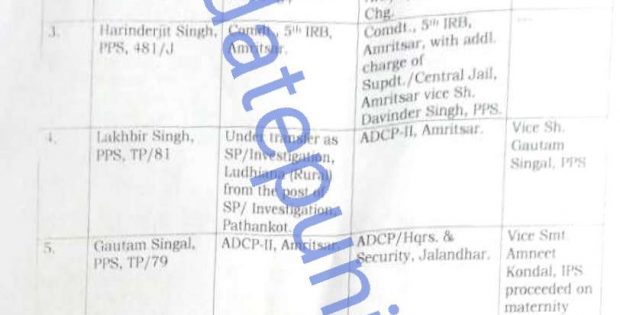 Chg.
3. Harinderjit Singh, PPS, 481/J
Comdt., 5th IRB, Amritsar.
Comdt., 5th IRB,
Amritsar, with addl.
charge of
Supdt./Central Jail,
Amritsar vice Sh.
Davinder Singh, PPS.
4. Lakhbir Singh,
PPS, TP/81
Under transfer as
SP/Investigation,
Ludhiana (Rural)
from the post of
SP/ Investigation,
Pathankot.
ADCP-II, Amritsar.
Vice Sh.
Gautam
Singal, PPS
5. Gautam Singal,
PPS, TP/79
ADCP-II, Amritsar.
ADCP/Hqrs. &
Security, Jalandhar.
Vice Smt.
Amneet
Kondal, IPS
proceeded on
maternity
datepunj